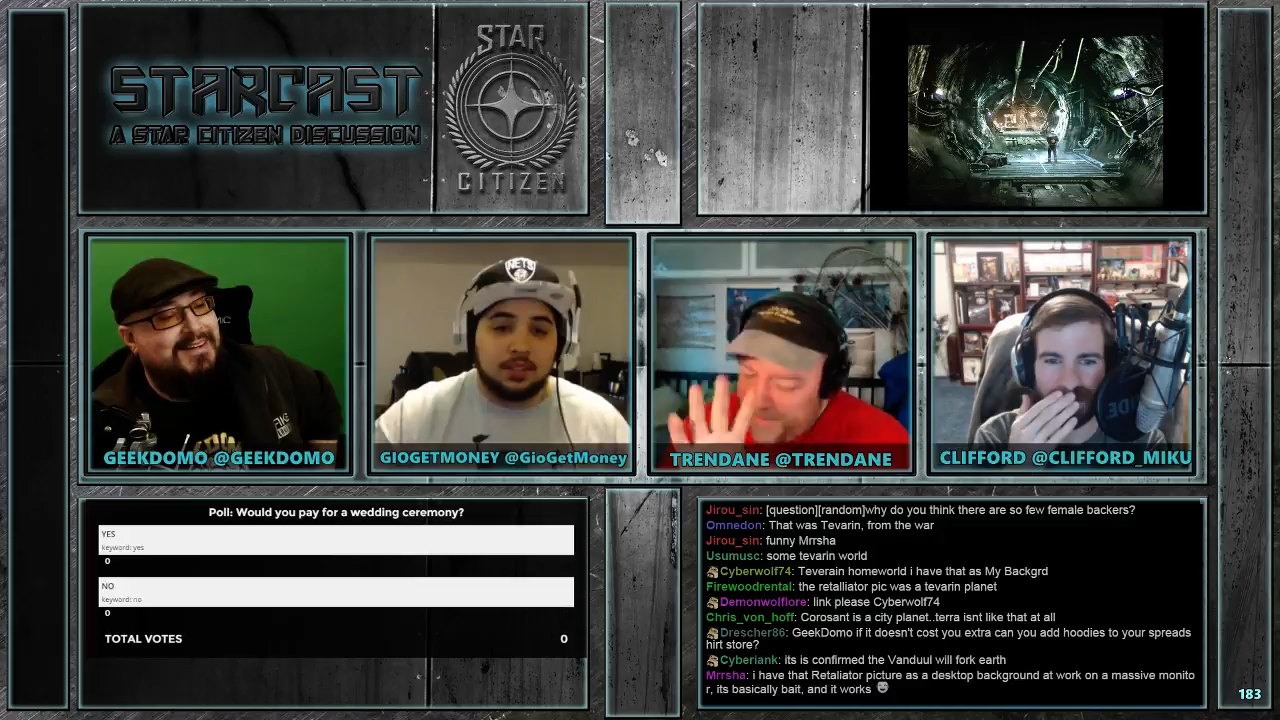 STARCAST
A STAR CITIZEN DISCUSSION
STAR
CITIZEN
NETS
GEEKDOMO @GEEKDOMO
GIOGETMONEY @GioGetMoney
TRENDANE @TRENDANE
CLIFFORD @CLIFFORD_MIKU
Poll: Would you pay for a wedding ceremony?
YES
keyword: yes
0
NO
keyword: no
0
TOTAL VOTES 0
Jirou_sin: [question][random]why do you think there are so few female backers?
Omnedon: That was Tevarin, from the war
Jirou_sin: funny Mrrsha
Usumusc: some tevarin world
Cyberwolf74: Teverain homeworld i have that as My Backgrd
Firewoodrental: the retalliator pic was a tevarin planet
Demonwolflore: link please Cyberwolf74
Chris_von_hoff: Corosant is a city planet..terra isnt like that at all
Drescher86: GeekDomo if it doesn't cost you extra can you add hoodies to your spreads
hirt store?
Cyberiank: its is confirmed the Vanduul will fork earth
Mrrsha: i have that Retaliator picture as a desktop background at work on a massive monito
r, its basically bait, and it works
183